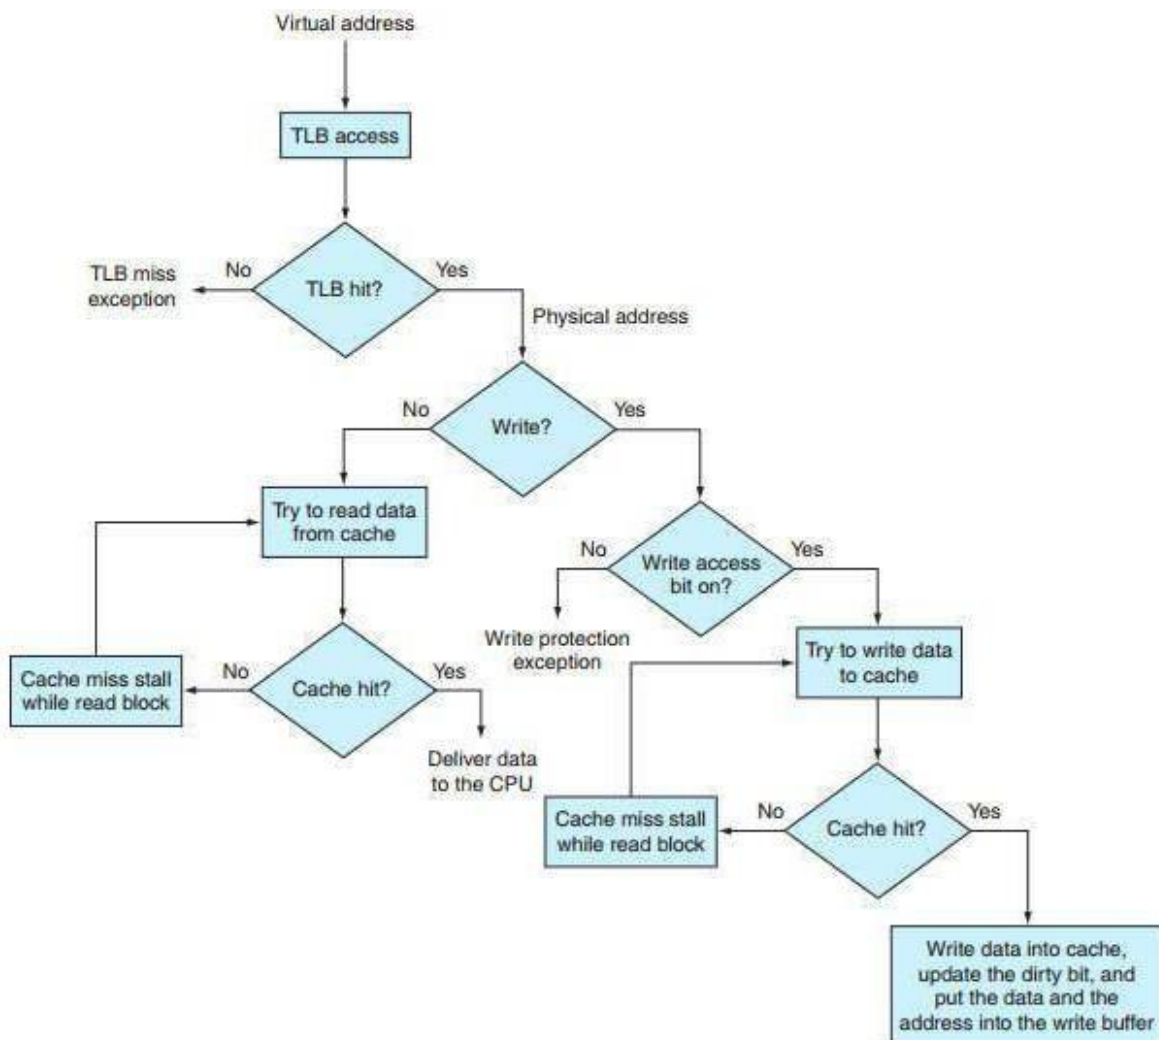 Virtual address
TLB access
TLB hit?
No
Yes
TLB miss
exception
Physical address
Write?
No
Yes
Try to read data
from cache
Write access
bit on?
No
Yes
Write protection
exception
Try to write data
to cache
Cache hit?
No
Yes
Cache miss stall
while read block
Deliver data
to the CPU
Cache hit?
No
Yes
Cache miss stall
while read block
Write data into cache,
update the dirty bit, and
put the data and the
address into the write buffer